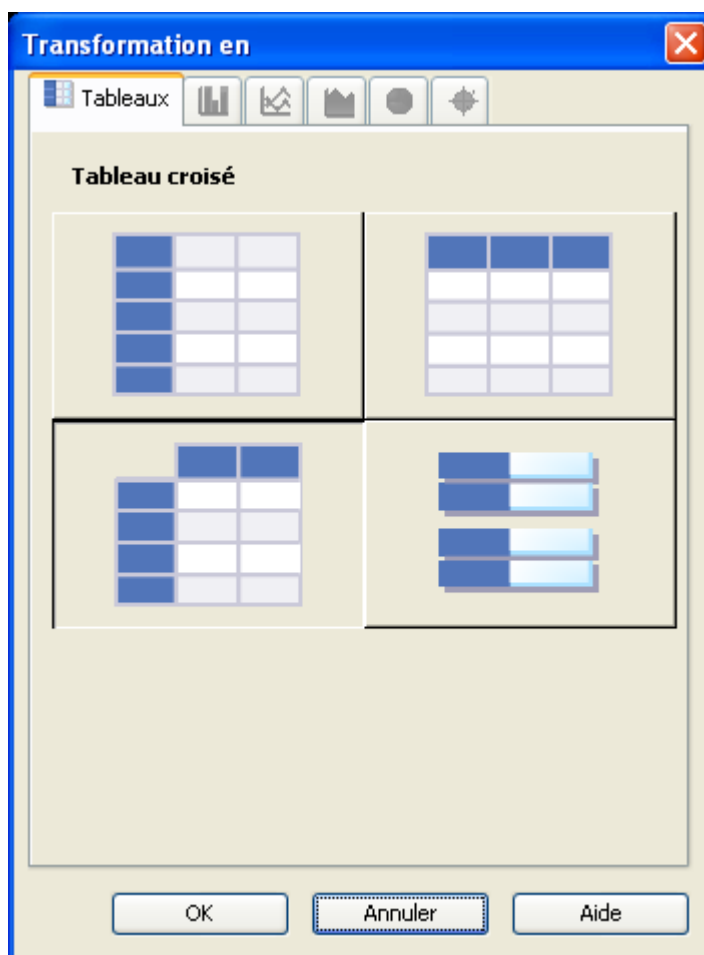 Transformation en
Tableaux
Tableau croisé
OK
Annuler
Aide